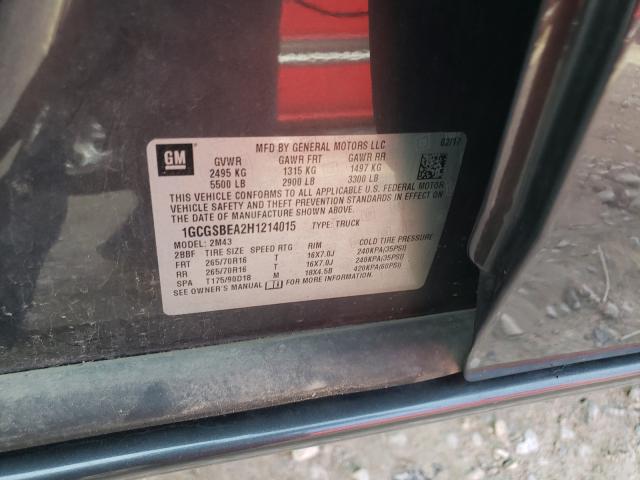 MFD BY GENERAL MOTORS LLC 02/17
GM GVWR GAWR FRT GAWR RR
2495 KG 1315 KG 1497 KG
5500 LB 2900 LB 3300 LB
THIS VEHICLE CONFORMS TO ALL APPLICABLE U.S. FEDERAL MOTOR
VEHICLE SAFETY AND THEFT PREVENTION STANDARDS IN EFFECT ON
THE DATE OF MANUFACTURE SHOWN ABOVE.
1GCGSBEA2H1214015 TYPE: TRUCK
MODEL: 2M43
2BBF TIRE SIZE SPEED RTG RIM COLD TIRE PRESSURE
FRT 265/70R16 T 16X7.0J 240KPA(35PSI)
RR 265/70R16 T 16X7.0J 240KPA(35PSI)
SPA T175/90D18 M 18X4.5B 420KPA(60PSI)
SEE OWNER'S MANUAL FOR MORE INFORMATION.